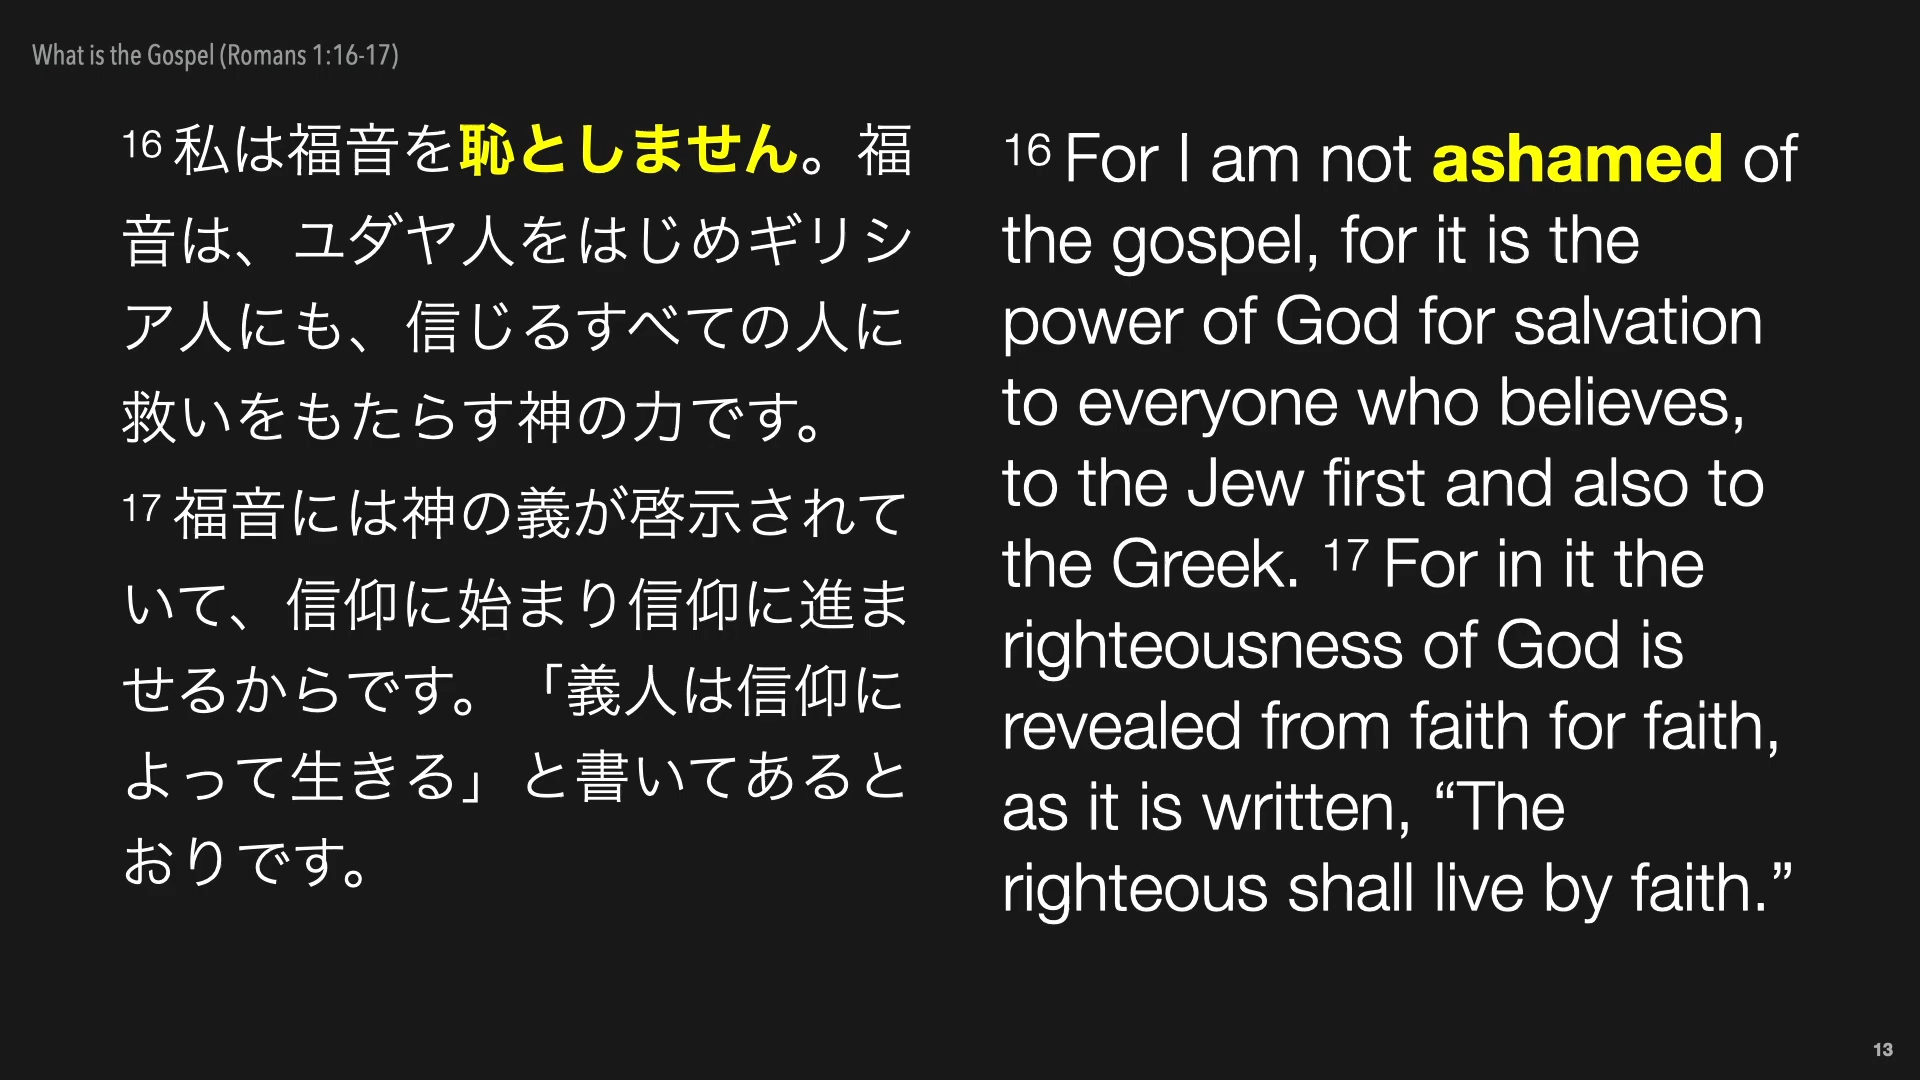 What is the Gospel (Romans 1:16-17)
16 私は福音を恥としません。福
音は、ユダヤ人をはじめギリシ
ア人にも、信じるすべての人に
救いをもたらす神の力です。
17 福音には神の義が啓示されて
いて、信仰に始まり信仰に進ま
せるからです。「義人は信仰に
よって生きる」と書いてあると
おりです。
16 For I am not ashamed of
the gospel, for it is the
power of God for salvation
to everyone who believes,
to the Jew first and also to
the Greek. 17 For in it the
righteousness of God is
revealed from faith for faith,
as it is written, “The
righteous shall live by faith.”
13